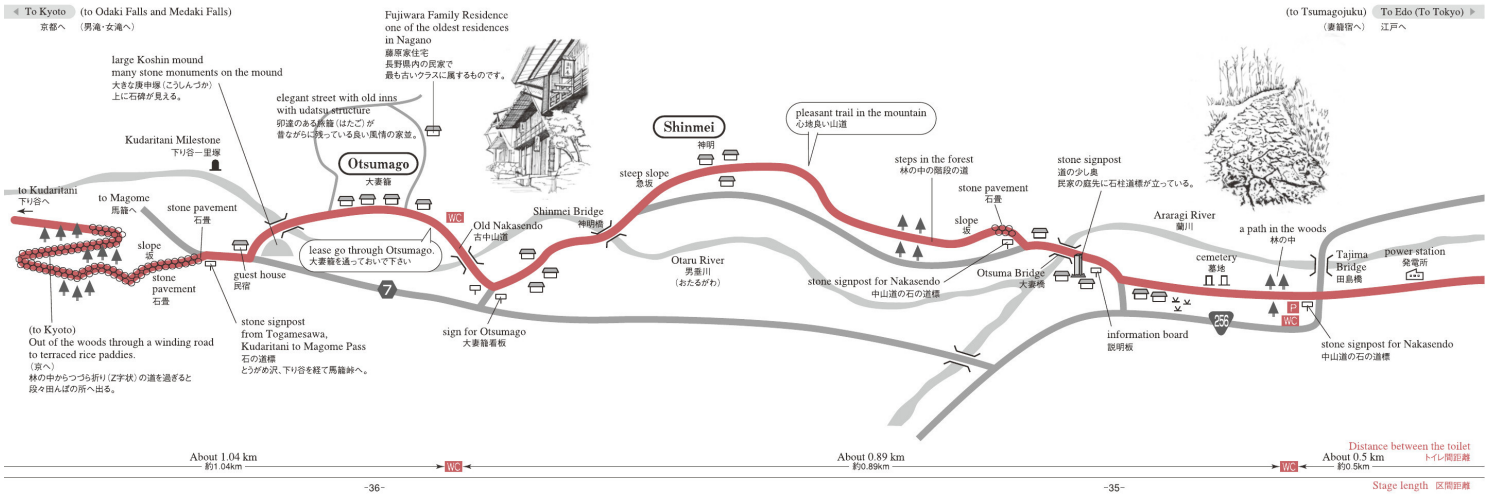 To Kyoto
(to Odaki Falls and Medaki Falls)
京都へ
(男滝・女滝へ)
(to Tsumagojuku)
To Edo (To Tokyo)
(妻籠宿へ)
江戸へ
Fujiwara Family Residence
one of the oldest residences
in Nagano
藤原家住宅
長野県内の民家で
最も古いクラスに属するものです。
large Koshin mound
many stone monuments on the mound
大きな庚申塚(こうしんづか)
上に石碑が見える。
elegant street with old inns
with udatsu structure
卯達のある旅籠(はたご)が
昔ながらに残っている良い風情の家並。
Kudaritani Milestone
下り谷一里塚
Otsumago
大妻籠
Shinmei
神明
pleasant trail in the mountain
心地良い山道
to Kudaritani
下り谷へ
to Magome
馬籠へ
stone pavement
石畳
slope
坂
stone
pavement
石畳
guest house
民宿
lease go through Otsumago.
大妻籠を通っておいで下さい
WC
Old Nakasendo
古中山道
7
steep slope
急坂
Shinmei Bridge
神明橋
Otaru River
男垂川
(おたるがわ)
steps in the forest
林の中の階段の道
stone pavement
石畳
slope
坂
stone signpost
道の少し奥
民家の庭先に石柱道標が立っている。
stone signpost for Nakasendo
中山道の石の道標
Otsuma Bridge
大妻橋
Araragi River
蘭川
cemetery
墓地
a path in the woods
林の中
Tajima
Bridge
田島橋
power station
発電所
P
WC
256
information board
説明板
stone signpost for Nakasendo
中山道の石の道標
(to Kyoto)
Out of the woods through a winding road
to terraced rice paddies.
(京へ)
林の中からつづら折り(Z字状)の道を過ぎると
段々田んぼの所へ出る。
stone signpost
from Togamesawa,
Kudaritani to Magome Pass
石の道標
とうがめ沢、下り谷を経て馬籠峠へ。
sign for Otsumago
大妻籠看板
Distance between the toilet
トイレ間距離
About 1.04 km
約1.04km
WC
About 0.89 km
約0.89km
WC
About 0.5 km
約0.5km
-36-
-35-
Stage length 区間距離